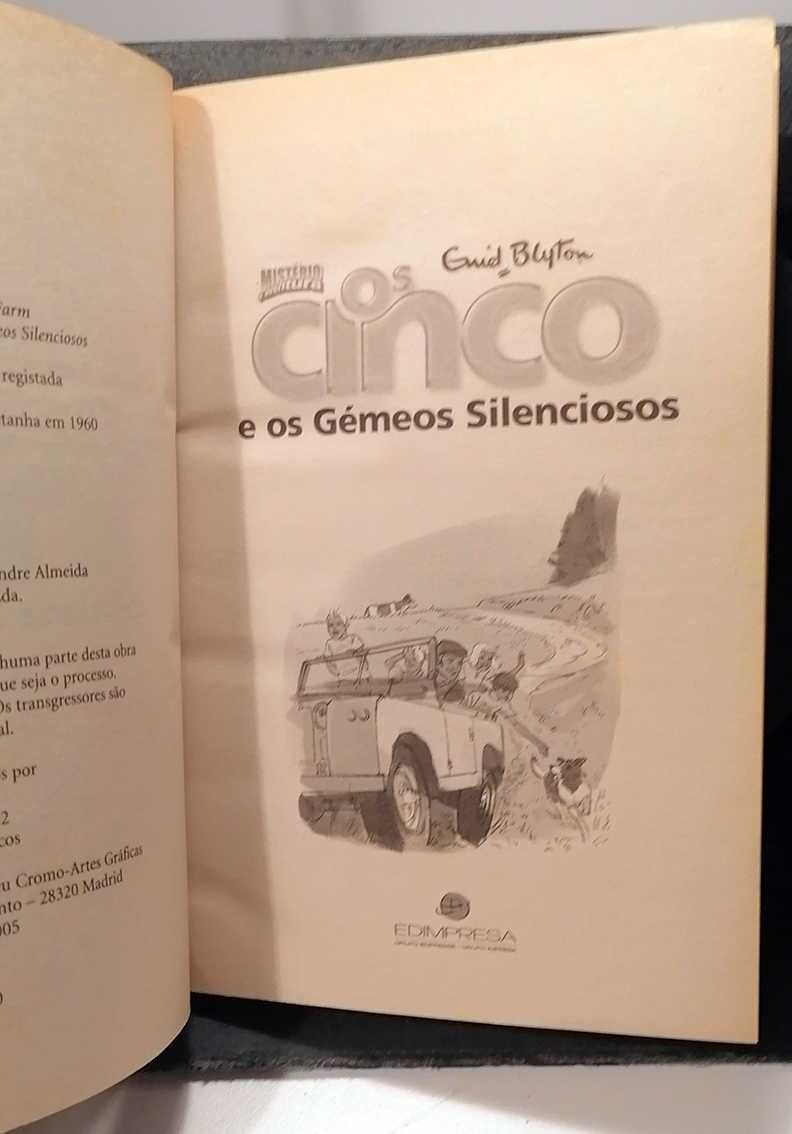 Farm
eos Silenciosos
registada
tanha em 1960
ndre Almeida
da.
huma parte desta obra
ue seja o processo.
Os transgressores são
al.
s por
2
cos
u Cromo-Artes Gráficas
nto – 28320 Madrid
005
Enid Blyton
MISTÉRIO
os
cinco
e os Gémeos Silenciosos
EDIMPRESA